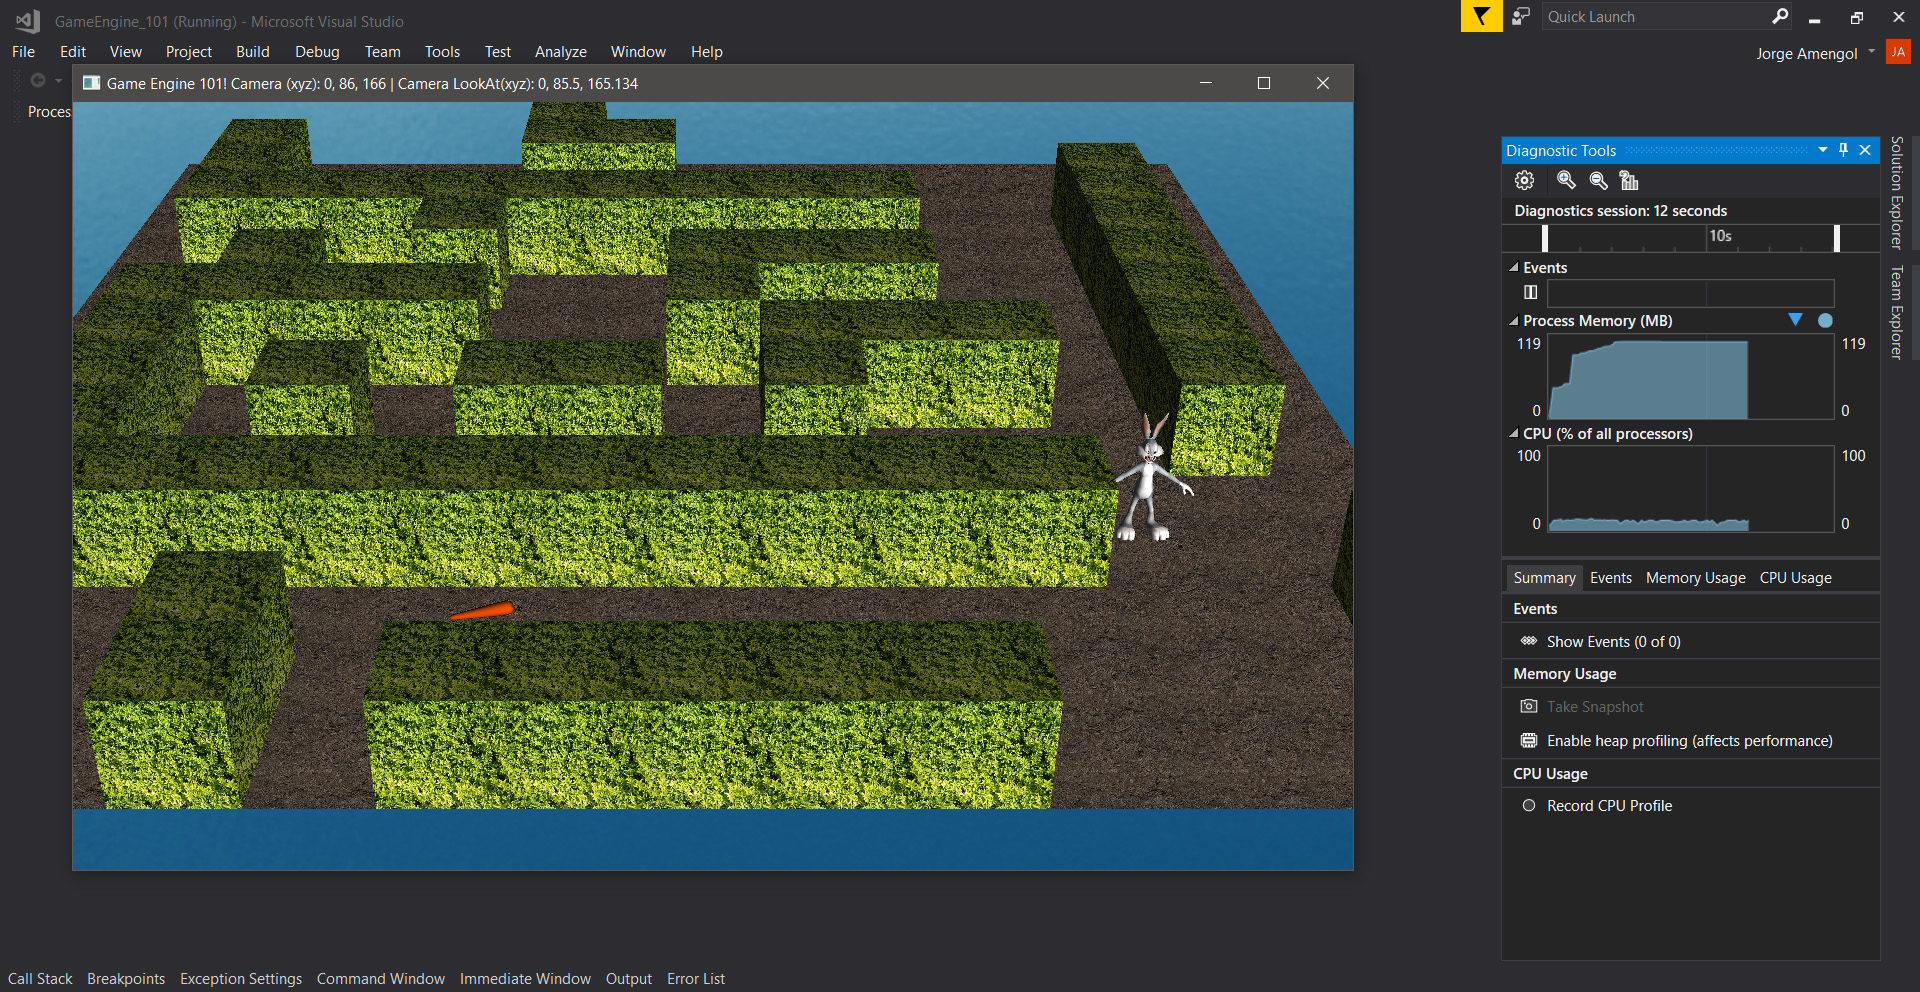 GameEngine_101 (Running) - Microsoft Visual Studio
Quick Launch
File Edit View Project Build Debug Team Tools Test Analyze Window Help
Jorge Amengol JA
Game Engine 101! Camera (xyz): 0, 86, 166 | Camera LookAt(xyz): 0, 85.5, 165.134
Proces
Diagnostic Tools
Diagnostics session: 12 seconds
10s
Events
Process Memory (MB)
119 119
0 0
CPU (% of all processors)
100 100
0 0
Summary Events Memory Usage CPU Usage
Events
Show Events (0 of 0)
Memory Usage
Take Snapshot
Enable heap profiling (affects performance)
CPU Usage
Record CPU Profile
Solution Explorer
Team Explorer
Call Stack Breakpoints Exception Settings Command Window Immediate Window Output Error List